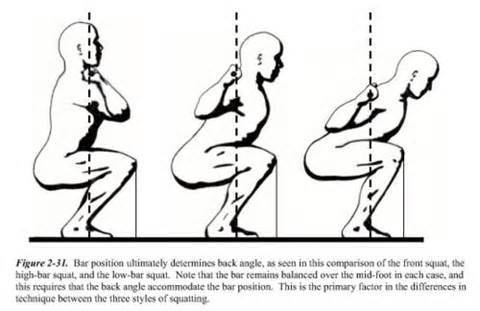 Figure 2-31. Bar position ultimately determines back angle, as seen in this comparison of the front squat, the
high-bar squat, and the low-bar squat. Note that the bar remains balanced over the mid-foot in each case, and
this requires that the back angle accommodate the bar position. This is the primary factor in the differences in
technique between the three styles of squatting.